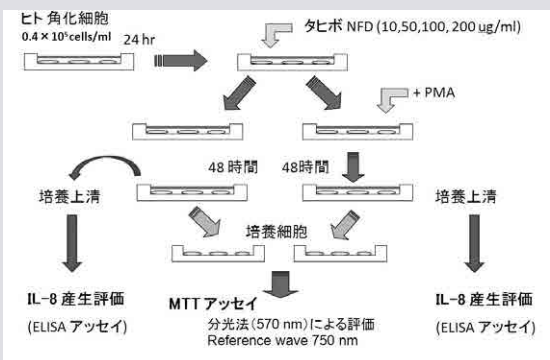 ヒト 角化細胞
0.4×10⁵cells/ml
24 hr
タヒボ NFD (10,50,100, 200 ug/ml)
+ PMA
48時間
48時間
培養上清
培養上清
培養細胞
IL-8 産生評価
(ELISA アッセイ)
MTT アッセイ
分光法(570 nm)による評価
Reference wave 750 nm
IL-8 産生評価
(ELISA アッセイ)